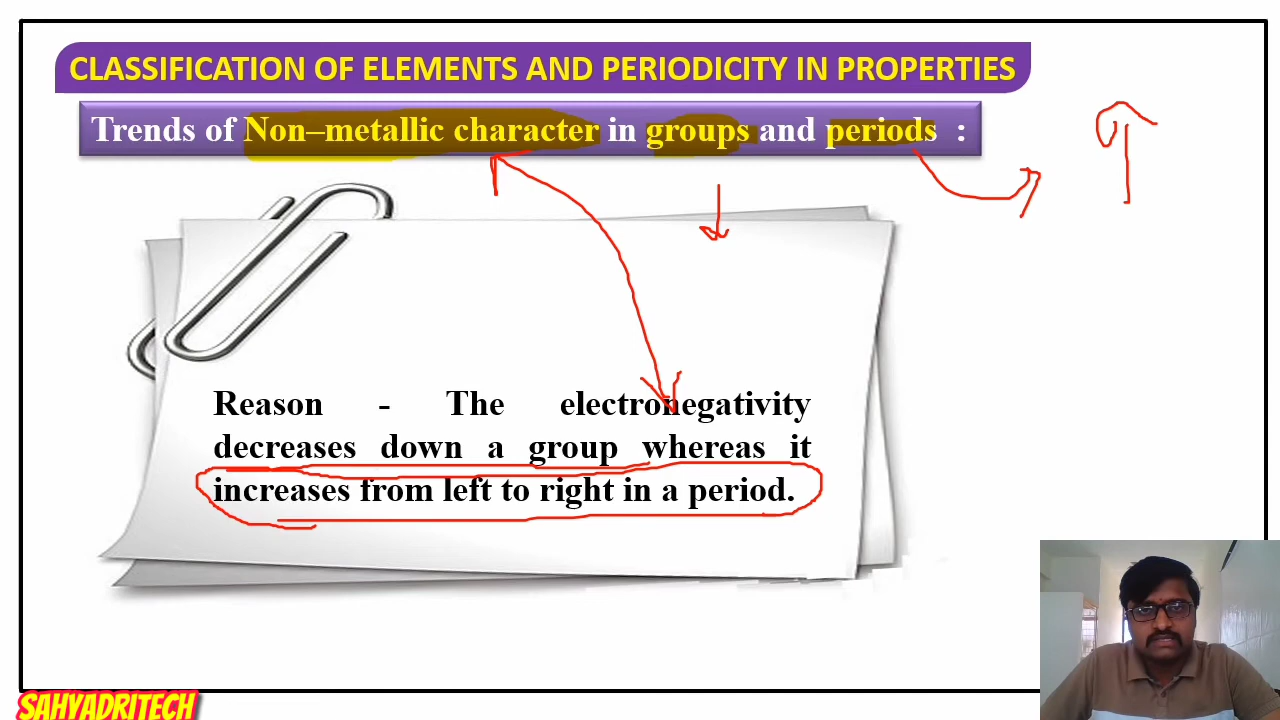 CLASSIFICATION OF ELEMENTS AND PERIODICITY IN PROPERTIES
Trends of Non–metallic character in groups and periods :
Reason - The electronegativity
decreases down a group whereas it
increases from left to right in a period.
SAHYADRITECH